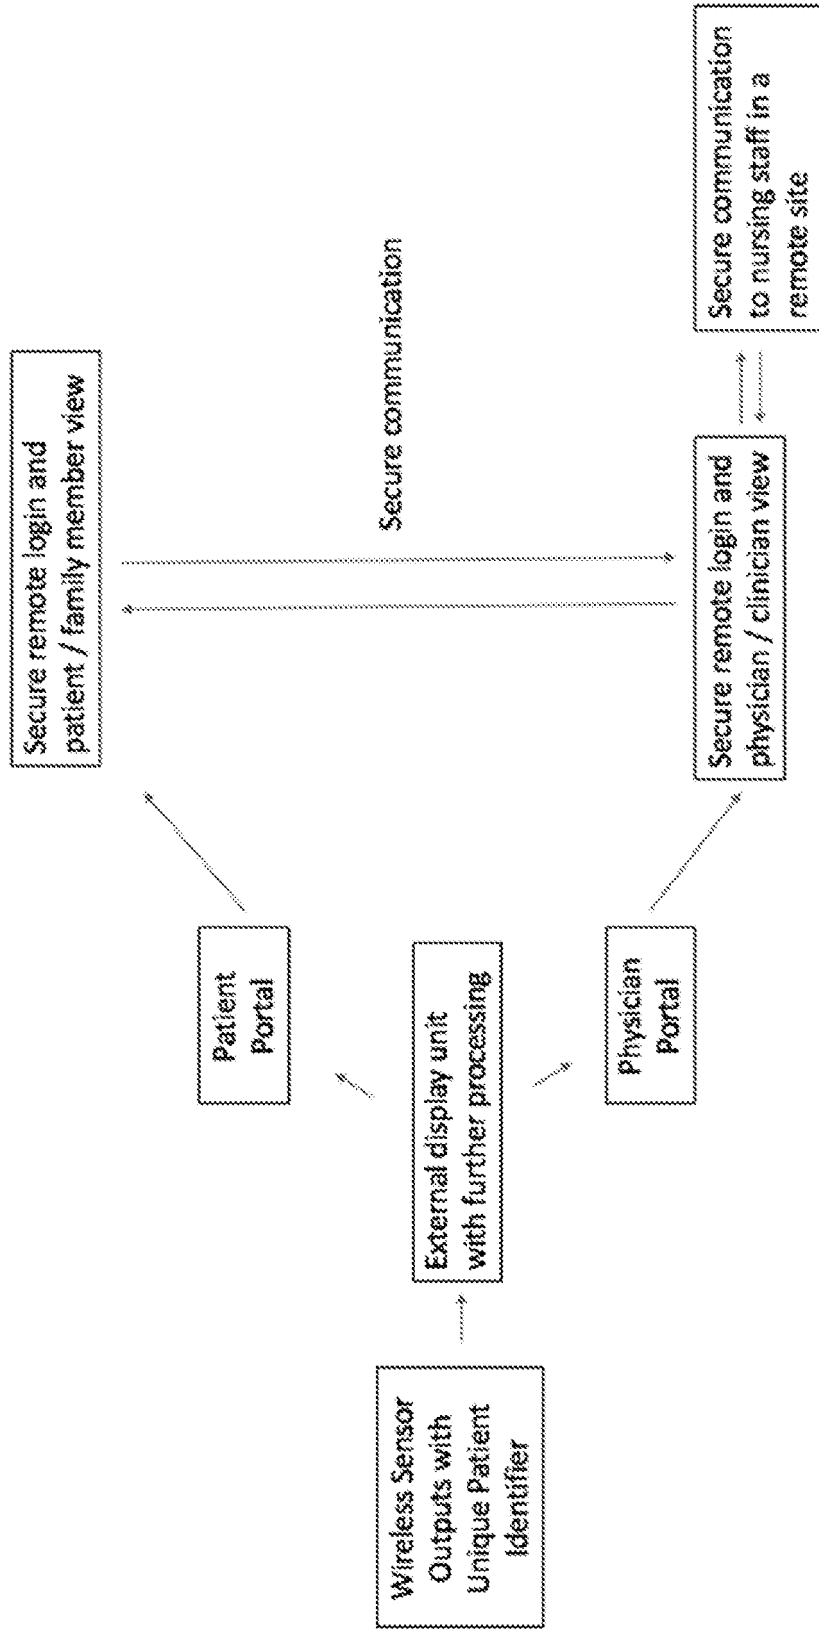 Wireless Sensor
Outputs with
Unique Patient
Identifier
External display unit
with further processing
Patient
Portal
Physician
Portal
Secure remote login and
patient / family member view
Secure communication
Secure remote login and
physician / clinician view
Secure communication
to nursing staff in a
remote site